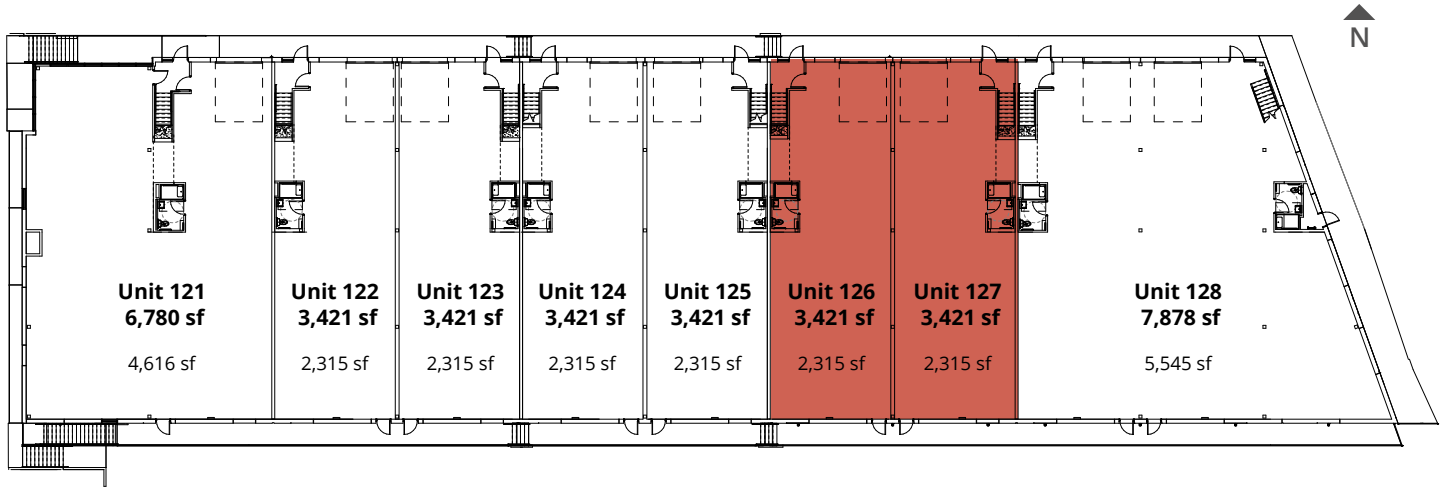 N
Unit 121
6,780 sf
4,616 sf
Unit 122
3,421 sf
2,315 sf
Unit 123
3,421 sf
2,315 sf
Unit 124
3,421 sf
2,315 sf
Unit 125
3,421 sf
2,315 sf
Unit 126
3,421 sf
2,315 sf
Unit 127
3,421 sf
2,315 sf
Unit 128
7,878 sf
5,545 sf